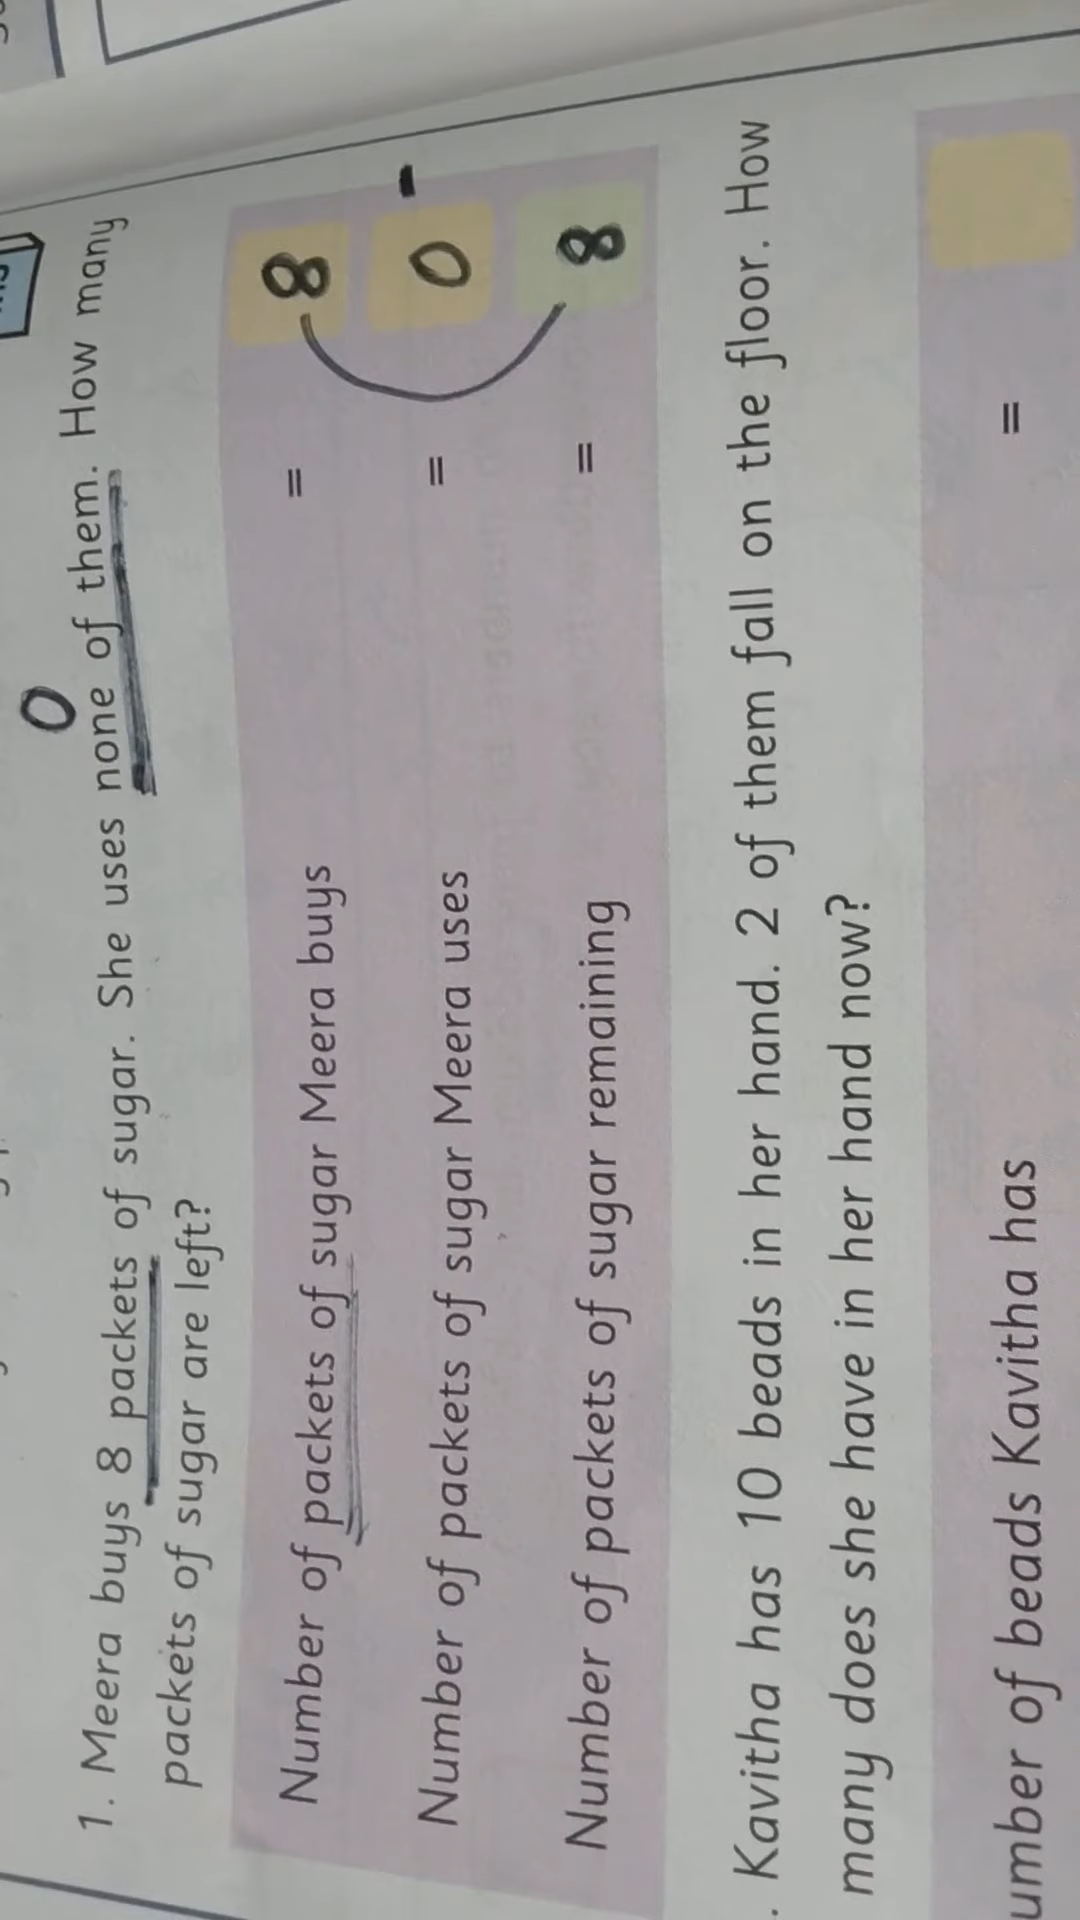 O
1. Meera buys 8 packets of sugar. She uses none of them. How many
packets of sugar are left?
Number of packets of sugar Meera buys = 8
-
Number of packets of sugar Meera uses = 0
Number of packets of sugar remaining = 8
. Kavitha has 10 beads in her hand. 2 of them fall on the floor. How
many does she have in her hand now?
umber of beads Kavitha has =